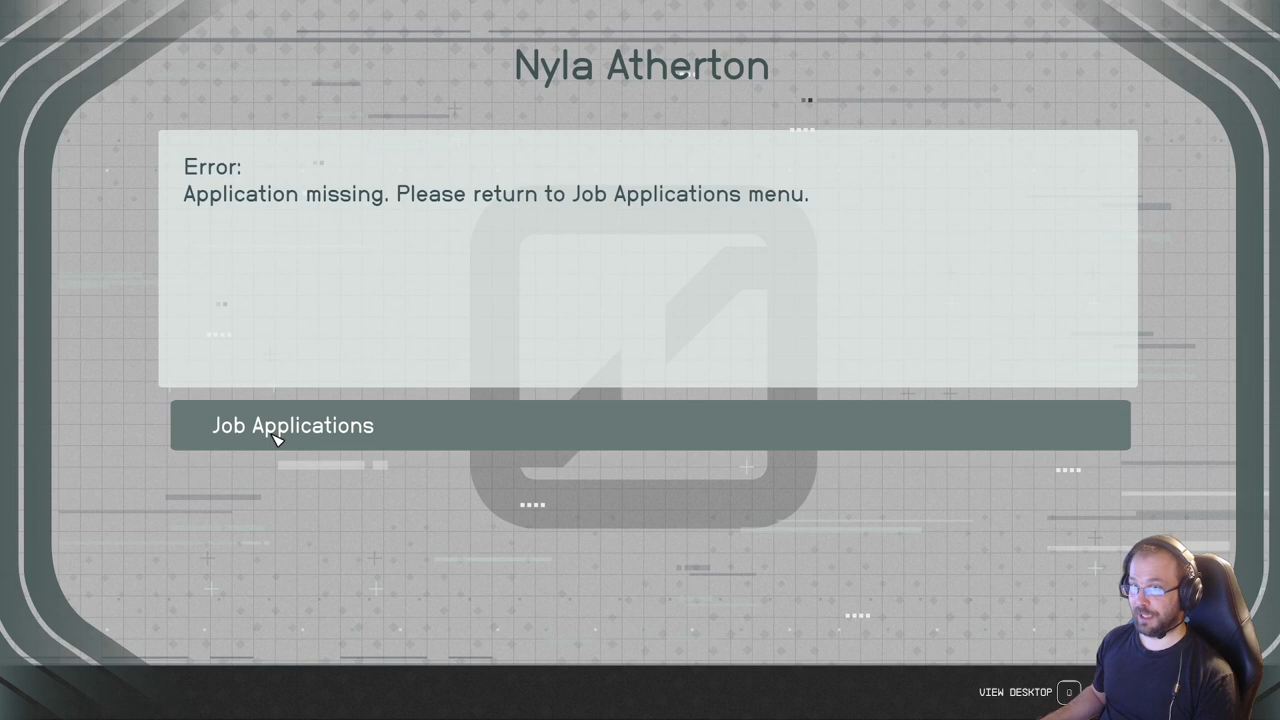 Nyla Atherton
Error:
Application missing. Please return to Job Applications menu.
Job Applications
VIEW DESKTOP Q